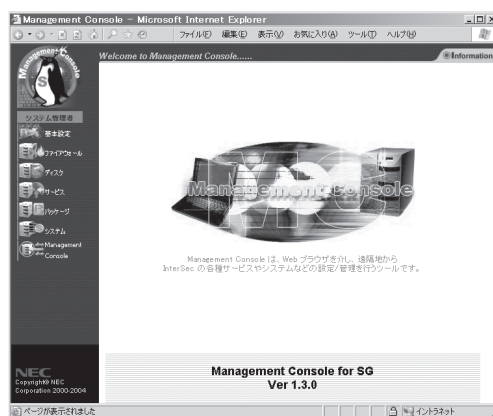 Management Console - Microsoft Internet Explorer
ファイル(F) 編集(E) 表示(V) お気に入り(A) ツール(T) ヘルプ(H)
Management Console
S
Welcome to Management Console......
Information
システム管理者
基本設定
ファイアウォール
ディスク
サービス
パッケージ
システム
Management
Console
MC
Management Console
Management Console は、Web ブラウザを介し、遠隔地から
InterSec の各種サービスやシステムなどの設定/管理を行うツールです。
NEC
Copyright© NEC
Corporation 2000-2004
Management Console for SG
Ver 1.3.0
ページが表示されました
イントラネット